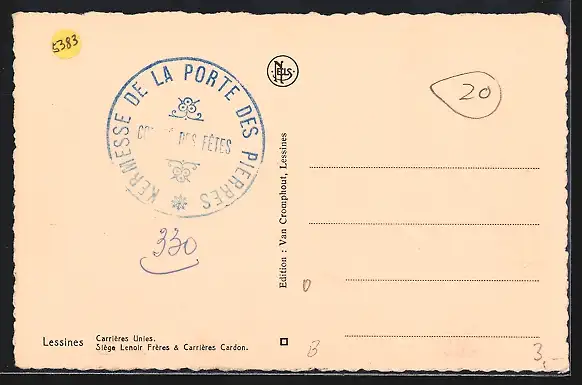 5383
KERMESSE DE LA PORTE DES PIERRES
COMITÉ DES FÊTES
330
NELS
20
Edition : Van Cromphout, Lessines
Lessines
Carrières Unies.
Siège Lenoir Frères & Carrières Cardon.
3,-